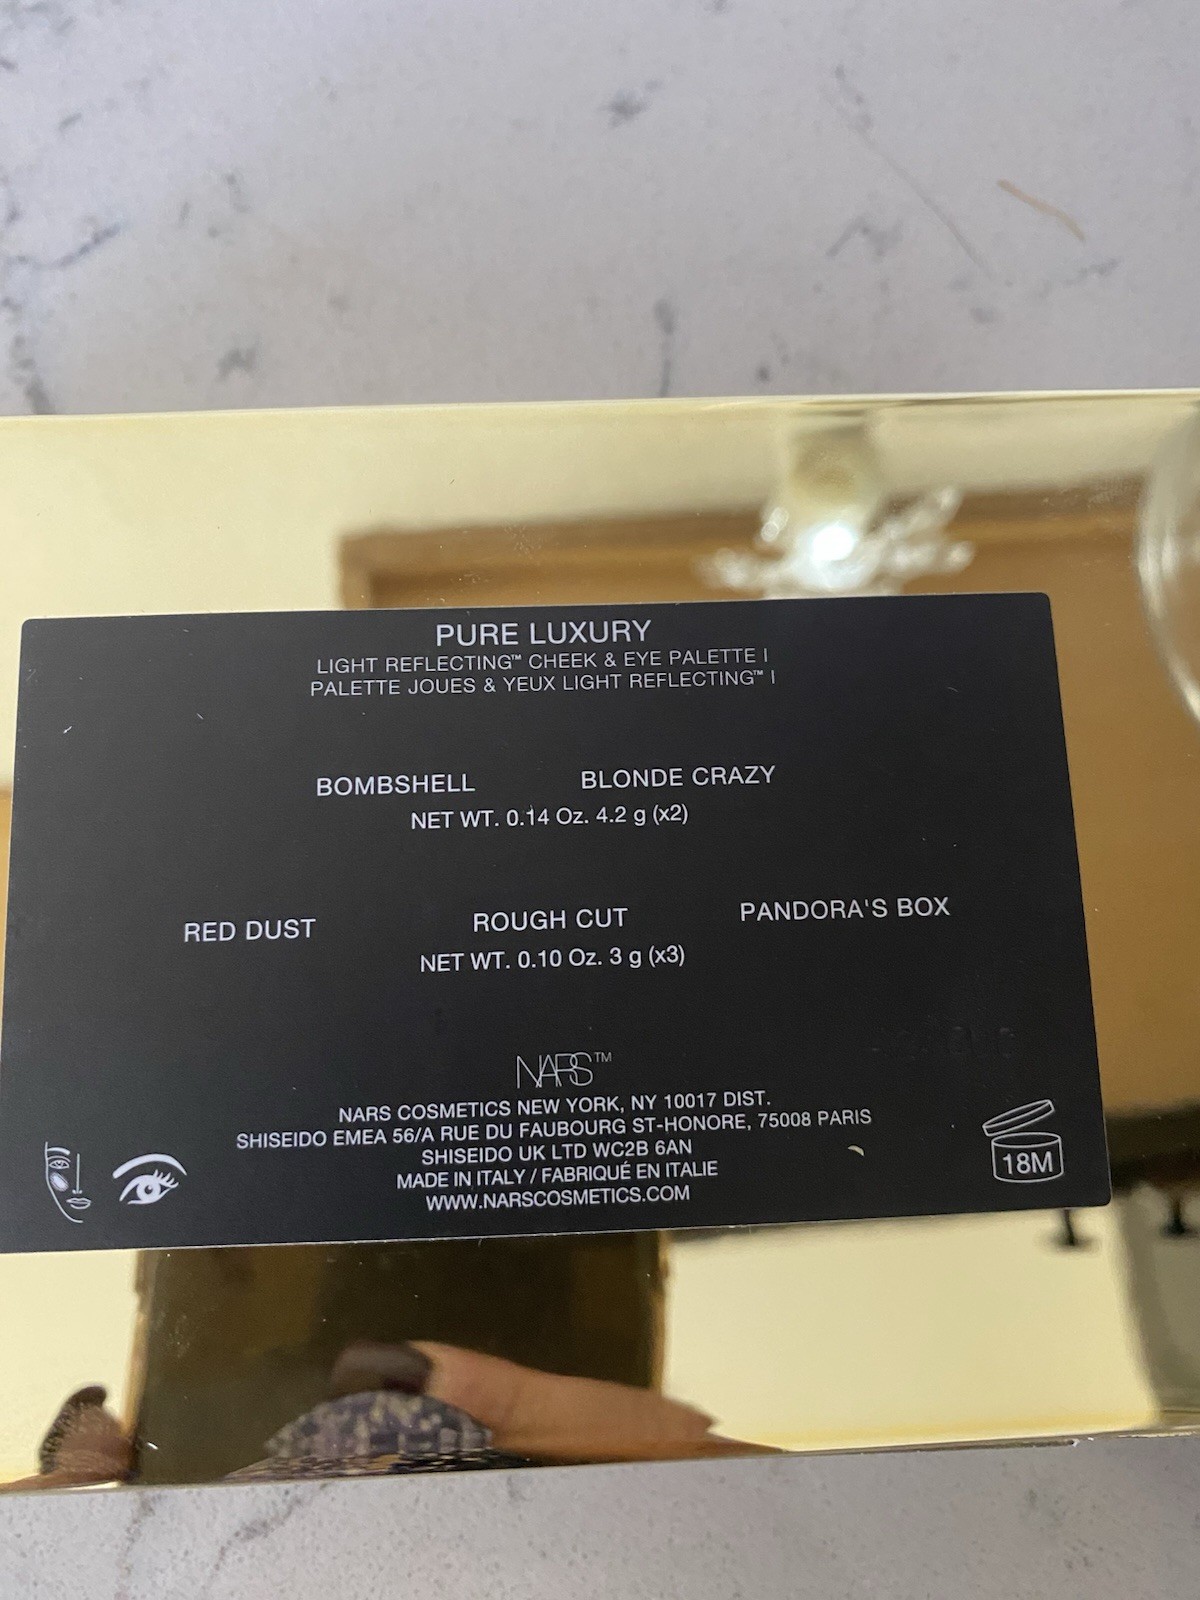 PURE LUXURY
LIGHT REFLECTING™ CHEEK & EYE PALETTE I
PALETTE JOUES & YEUX LIGHT REFLECTING™ I
BOMBSHELL BLONDE CRAZY
NET WT. 0.14 Oz. 4.2 g (x2)
RED DUST ROUGH CUT PANDORA'S BOX
NET WT. 0.10 Oz. 3 g (x3)
NARS™
NARS COSMETICS NEW YORK, NY 10017 DIST.
SHISEIDO EMEA 56/A RUE DU FAUBOURG ST-HONORE, 75008 PARIS
SHISEIDO UK LTD WC2B 6AN
MADE IN ITALY / FABRIQUÉ EN ITALIE
WWW.NARSCOSMETICS.COM
18M